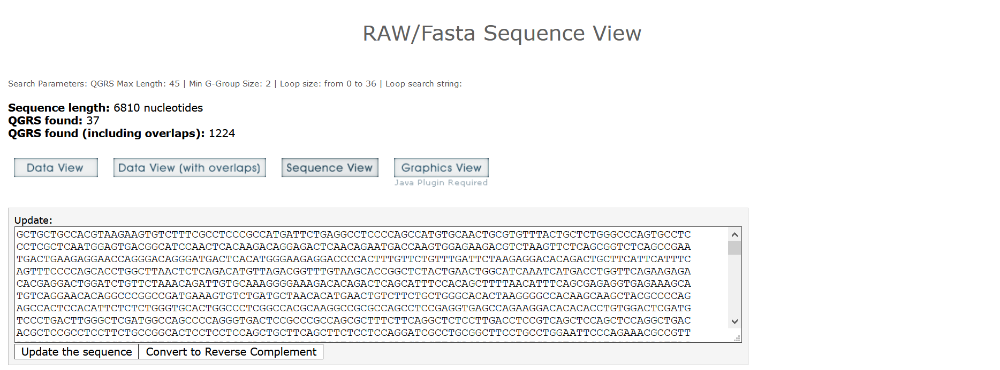 RAW/Fasta Sequence View
Search Parameters: QGRS Max Length: 45 | Min G-Group Size: 2 | Loop size: from 0 to 36 | Loop search string:
Sequence length: 6810 nucleotides
QGRS found: 37
QGRS found (including overlaps): 1224
Data View Data View (with overlaps) Sequence View Graphics View
Java Plugin Required
Update:
GCTGCTGCCACGTAAGAAGTGTCTTTCGCCTCCCGCCATGATTCTGAGGCCTCCCCAGCCATGTGCAACTGCGTGTTTACTGCTCTGGGCCCAGTGCCTC
CCTCGCTCAATGGAGTGACGGCATCCAACTCACAAGACAGGAGACTCAACAGAATGACCAAGTGGAGAAGACGTCTAAGTTCTCAGCGGTCTCAGCCGAA
TGACTGAAGAGGAACCAGGGACAGGGATGACTCACATGGGAAGAGGACCCCACTTTGTTCTGTTTGATTCTAAGAGGACACAGACTGCTTCATTCATTTC
AGTTTCCCCAGCACCTGGCTTAACTCTCAGACATGTTAGACGGTTTGTAAGCACCGGCTCTACTGAACTGGCATCAAATCATGACCTGGTTCAGAAGAGA
CACGAGGACTGGATCTGTTCTAAACAGATTGTGCAAAGGGGAAAGACACAGACTCAGCATTTCCACAGCTTTTAACATTTCAGCGAGAGGTGAGAAAGCA
TGTCAGGAACACAGGCCCGGCCGATGAAAGTGTCTGATGCTAACACATGAACTGTCTTCTGCTGGGCACACTAAGGGGCCACAAGCAAGCTACGCCCCAG
AGCCACTCCACATTCTCTCTGGGTGCACTGGCCCTCGGCCACGCAAGGCCGCGCCAGCCTCCGAGGTGAGCCAGAAGGACACACACCTGTGGACTCGATG
TCCCTGACTTGGGCTCGATGGCCAGCCCCAGGGTGACTCCGCCCGCCAGCGCTTTCTTCAGGCTCTCCTTGACCTCCGTCAGCTCCAGCTCCAGGCTGAC
ACGCTCCGCCTCCTTCTGCCGGCACTCCTCCTCCAGCTGCTTCAGCTTCTCCTCCAGGATCGCCTGCGGCTTCCTGCCTGGAATTCCCAGAAACGCCGTT
Update the sequence Convert to Reverse Complement